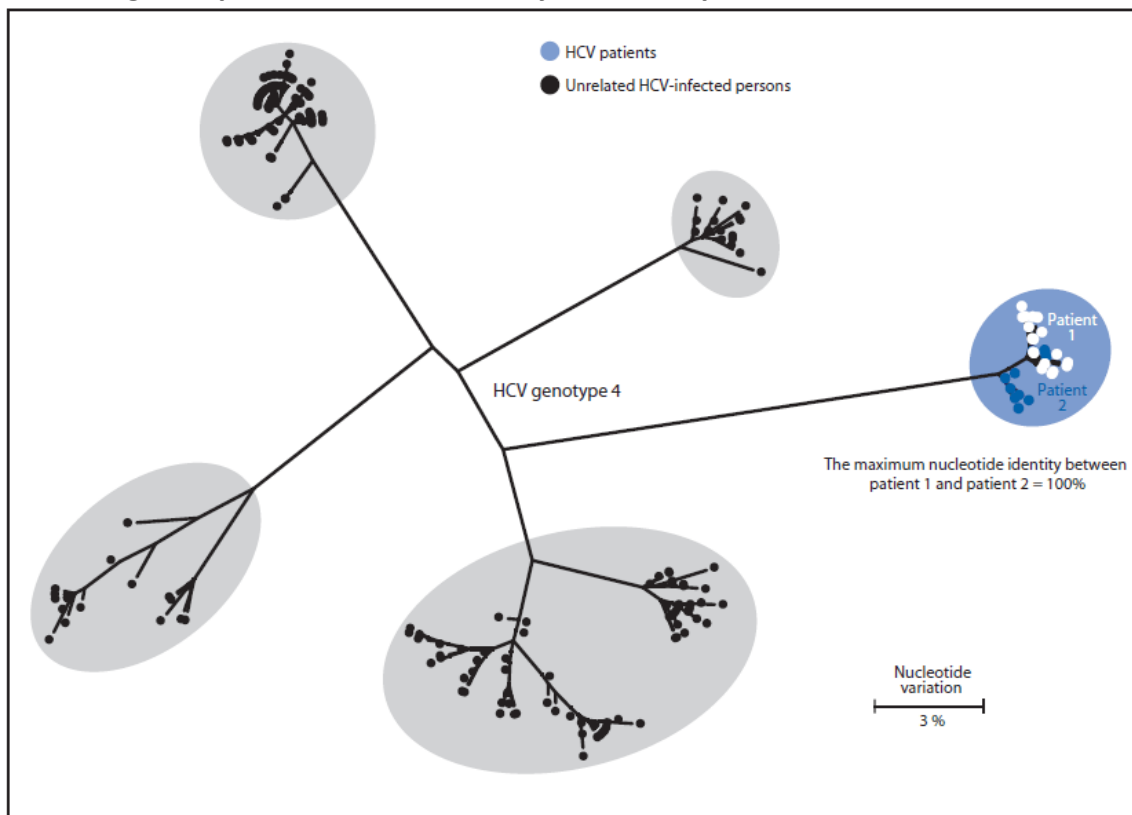 HCV patients
Unrelated HCV-infected persons
Patient
1
HCV genotype 4
Patient
2
The maximum nucleotide identity between
patient 1 and patient 2 = 100%
Nucleotide
variation
3 %